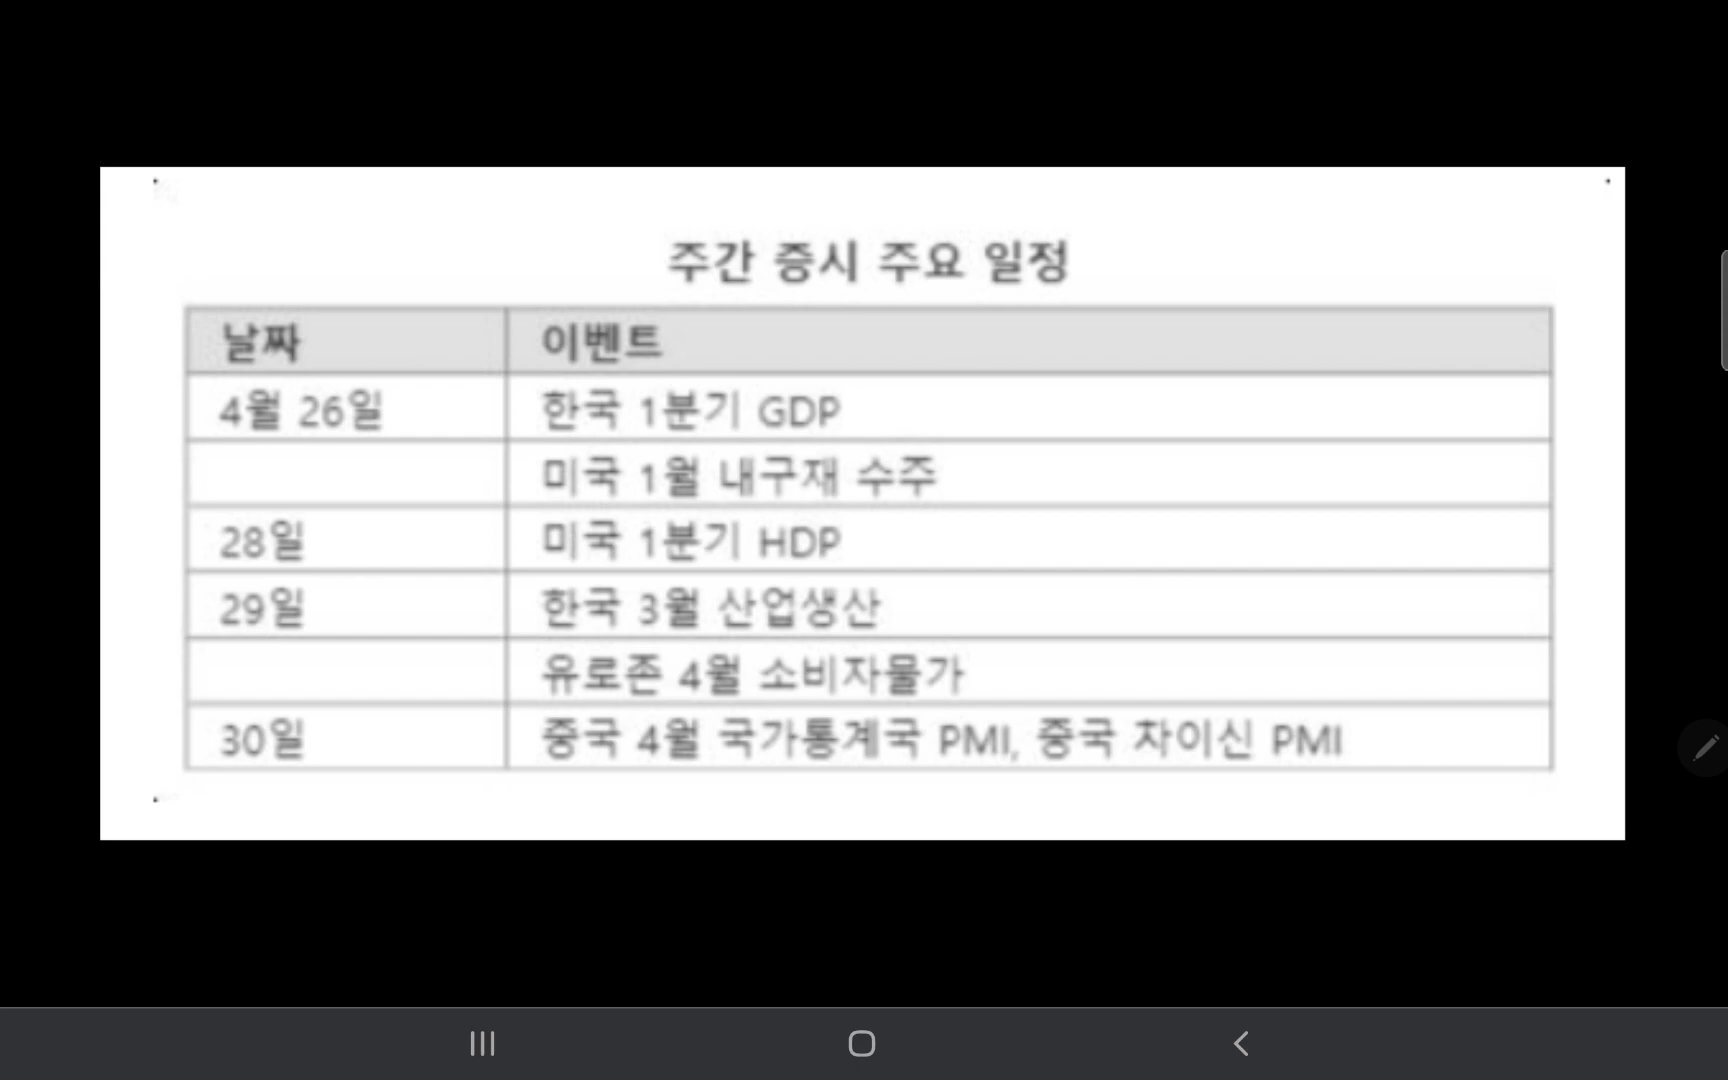 주간 증시 주요 일정
날짜 이벤트
4월 26일 한국 1분기 GDP
미국 1월 내구재 수주
28일 미국 1분기 HDP
29일 한국 3월 산업생산
유로존 4월 소비자물가
30일 중국 4월 국가통계국 PMI, 중국 차이신 PMI